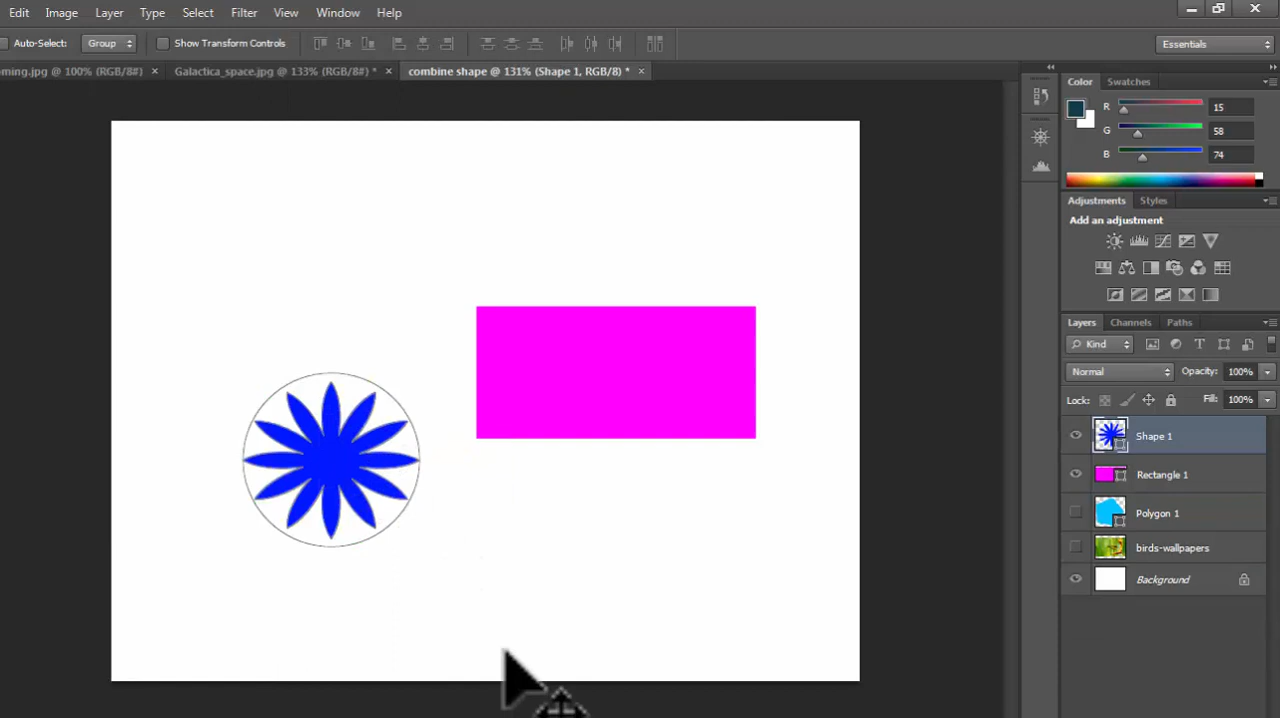 Edit Image Layer Type Select Filter View Window Help
Auto-Select: Group Show Transform Controls Essentials
ming.jpg @ 100% (RGB/8#) × Galactica_space.jpg @ 133% (RGB/8#) * × combine shape @ 131% (Shape 1, RGB/8) * ×
Color Swatches
R 15
G 58
B 74
Adjustments Styles
Add an adjustment
Layers Channels Paths
Kind
Normal Opacity: 100%
Lock: Fill: 100%
Shape 1
Rectangle 1
Polygon 1
birds-wallpapers
Background